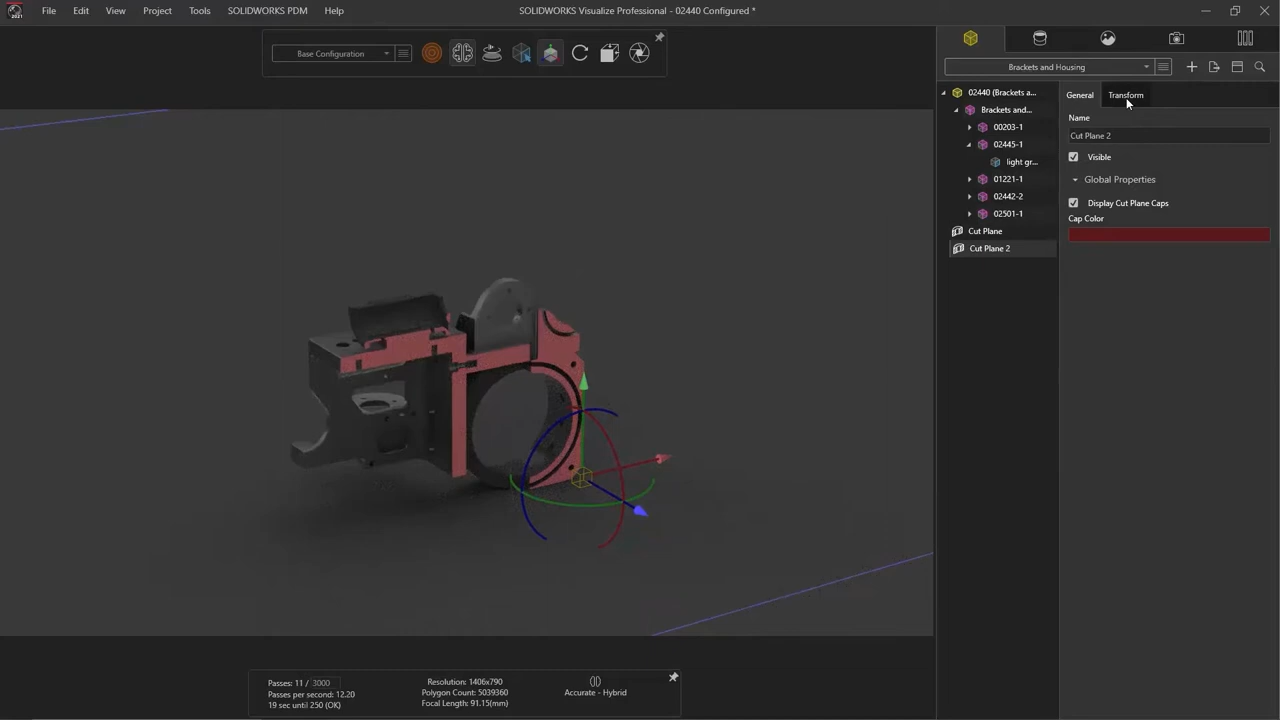 2021
File Edit View Project Tools SOLIDWORKS PDM Help
SOLIDWORKS Visualize Professional - 02440 Configured *
Base Configuration
Brackets and Housing
02440 (Brackets a...
Brackets and...
00203-1
02445-1
light gr...
01221-1
02442-2
02501-1
Cut Plane
Cut Plane 2
General Transform
Name
Cut Plane 2
Visible
Global Properties
Display Cut Plane Caps
Cap Color
Passes: 11 / 3000
Passes per second: 12.20
19 sec until 250 (OK)
Resolution: 1406x790
Polygon Count: 5039360
Focal Length: 91.15(mm)
Accurate - Hybrid